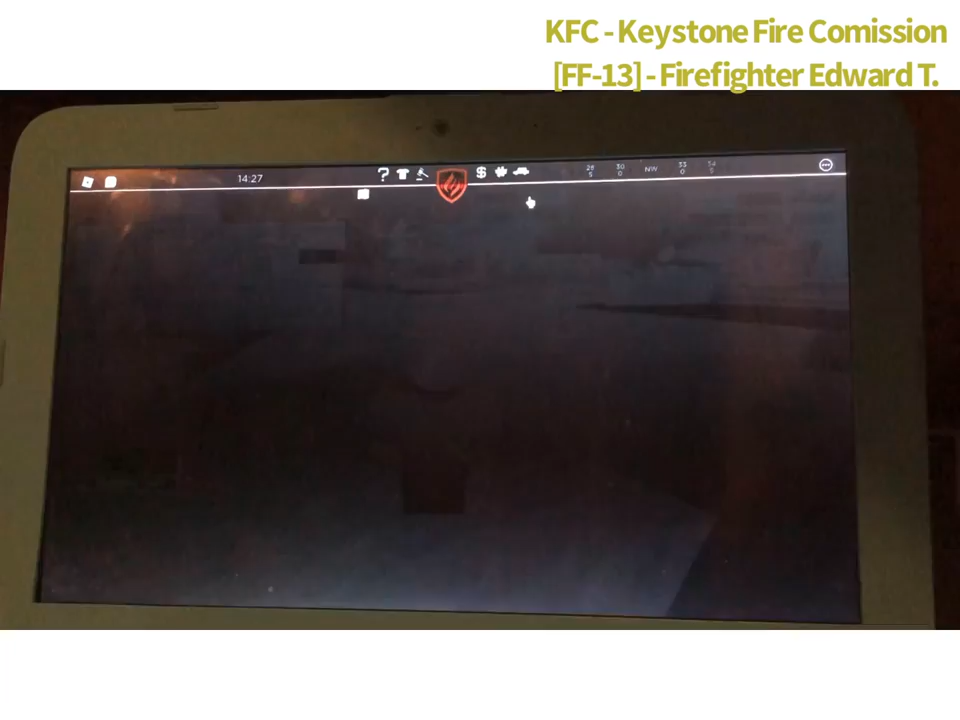 KFC - Keystone Fire Comission
[FF-13] - Firefighter Edward T.
14:27
? $ #
NW